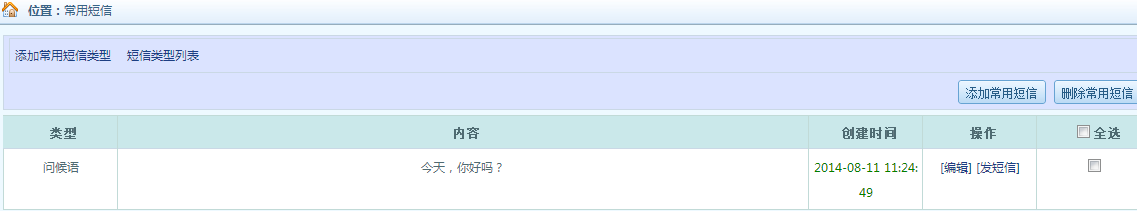 位置：常用短信
添加常用短信类型 短信类型列表
添加常用短信 删除常用短信
类型 内容 创建时间 操作 全选
问候语 今天，你好吗？ 2014-08-11 11:24: [编辑] [发短信]
49